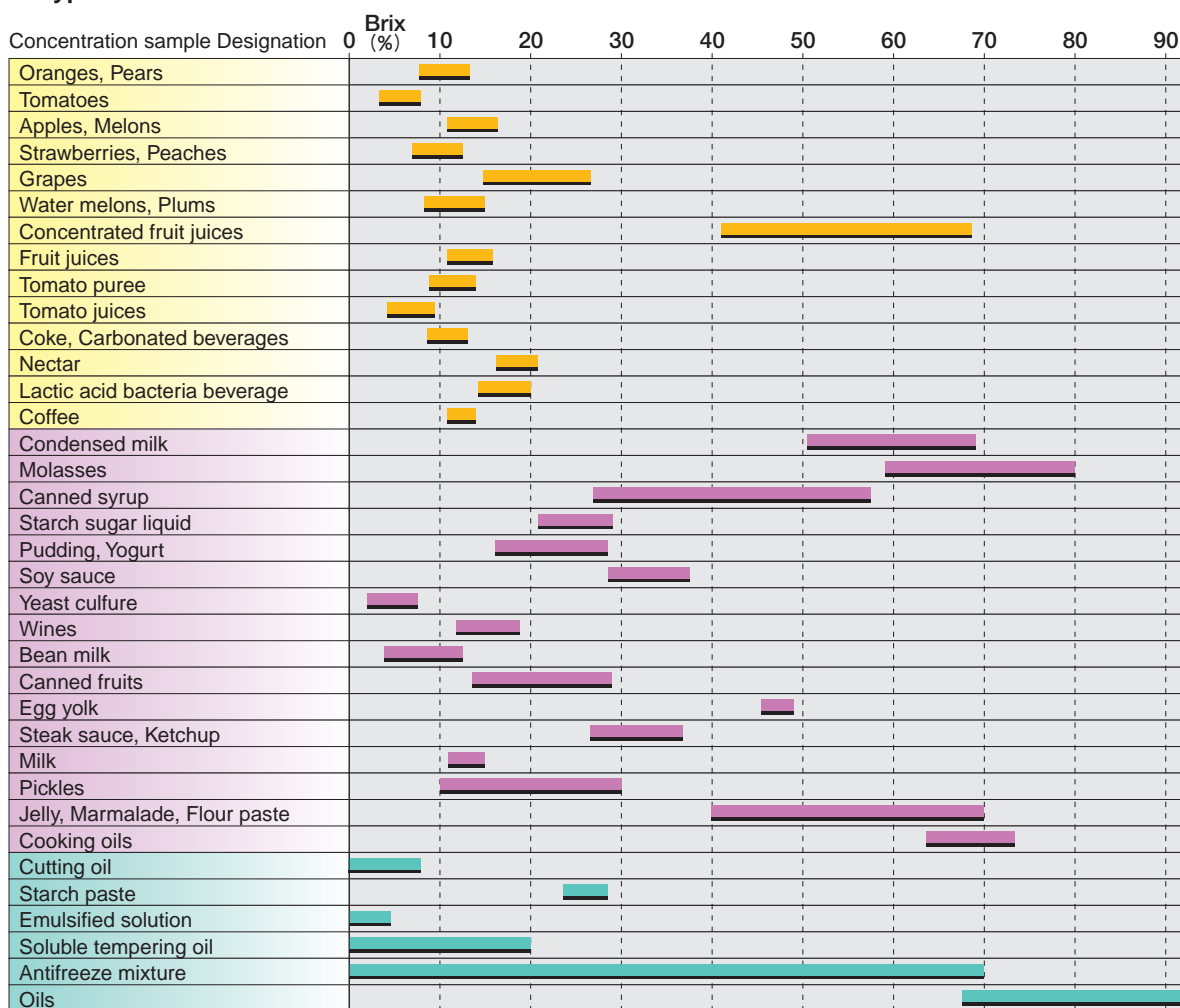 Brix
Concentration sample Designation 0 (%) 10 20 30 40 50 60 70 80 90
Oranges, Pears
Tomatoes
Apples, Melons
Strawberries, Peaches
Grapes
Water melons, Plums
Concentrated fruit juices
Fruit juices
Tomato puree
Tomato juices
Coke, Carbonated beverages
Nectar
Lactic acid bacteria beverage
Coffee
Condensed milk
Molasses
Canned syrup
Starch sugar liquid
Pudding, Yogurt
Soy sauce
Yeast culfure
Wines
Bean milk
Canned fruits
Egg yolk
Steak sauce, Ketchup
Milk
Pickles
Jelly, Marmalade, Flour paste
Cooking oils
Cutting oil
Starch paste
Emulsified solution
Soluble tempering oil
Antifreeze mixture
Oils